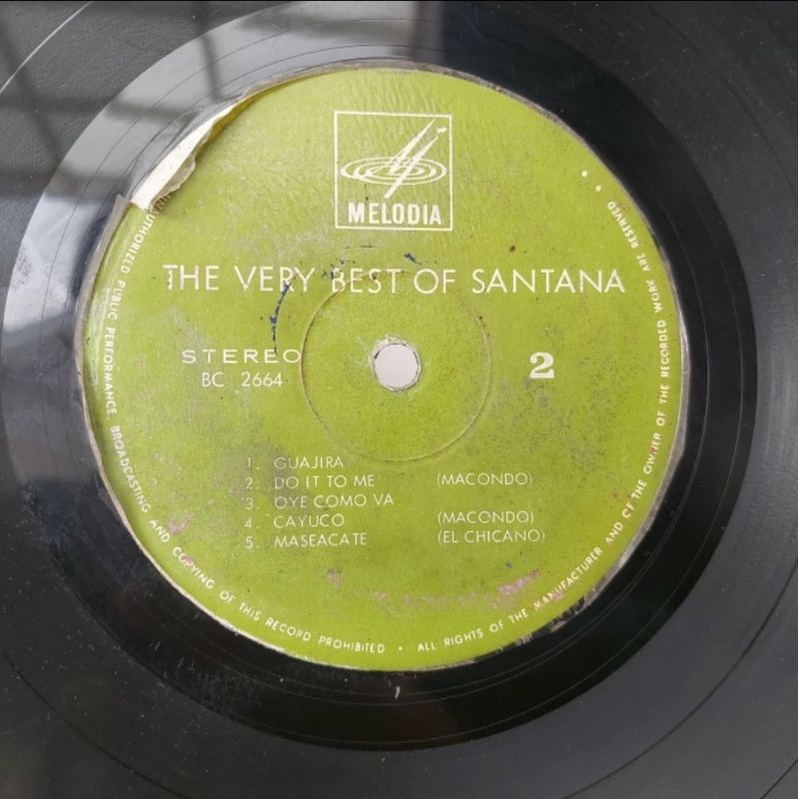 MELODIA
THE VERY BEST OF SANTANA
STEREO
BC 2664
2
1. GUAJIRA
2. DO IT TO ME (MACONDO)
3. OYE COMO VA
4. CAYUCO (MACONDO)
5. MASEACATE (EL CHICANO)
AUTHORIZED PUBLIC PERFORMANCE BROADCASTING AND COPYING OF THIS RECORD PROHIBITED • ALL RIGHTS OF THE MANUFACTURER AND OF THE OWNER OF THE RECORDED WORK ARE RESERVED •